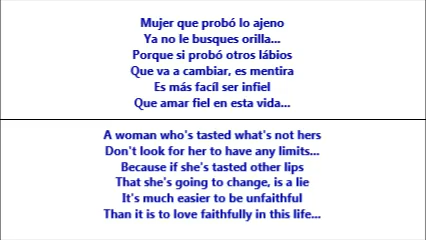 Mujer que probó lo ajeno
Ya no le busques orilla...
Porque si probó otros lábios
Que va a cambiar, es mentira
Es más facíl ser infiel
Que amar fiel en esta vida...
A woman who's tasted what's not hers
Don't look for her to have any limits...
Because if she's tasted other lips
That she's going to change, is a lie
It's much easier to be unfaithful
Than it is to love faithfully in this life...